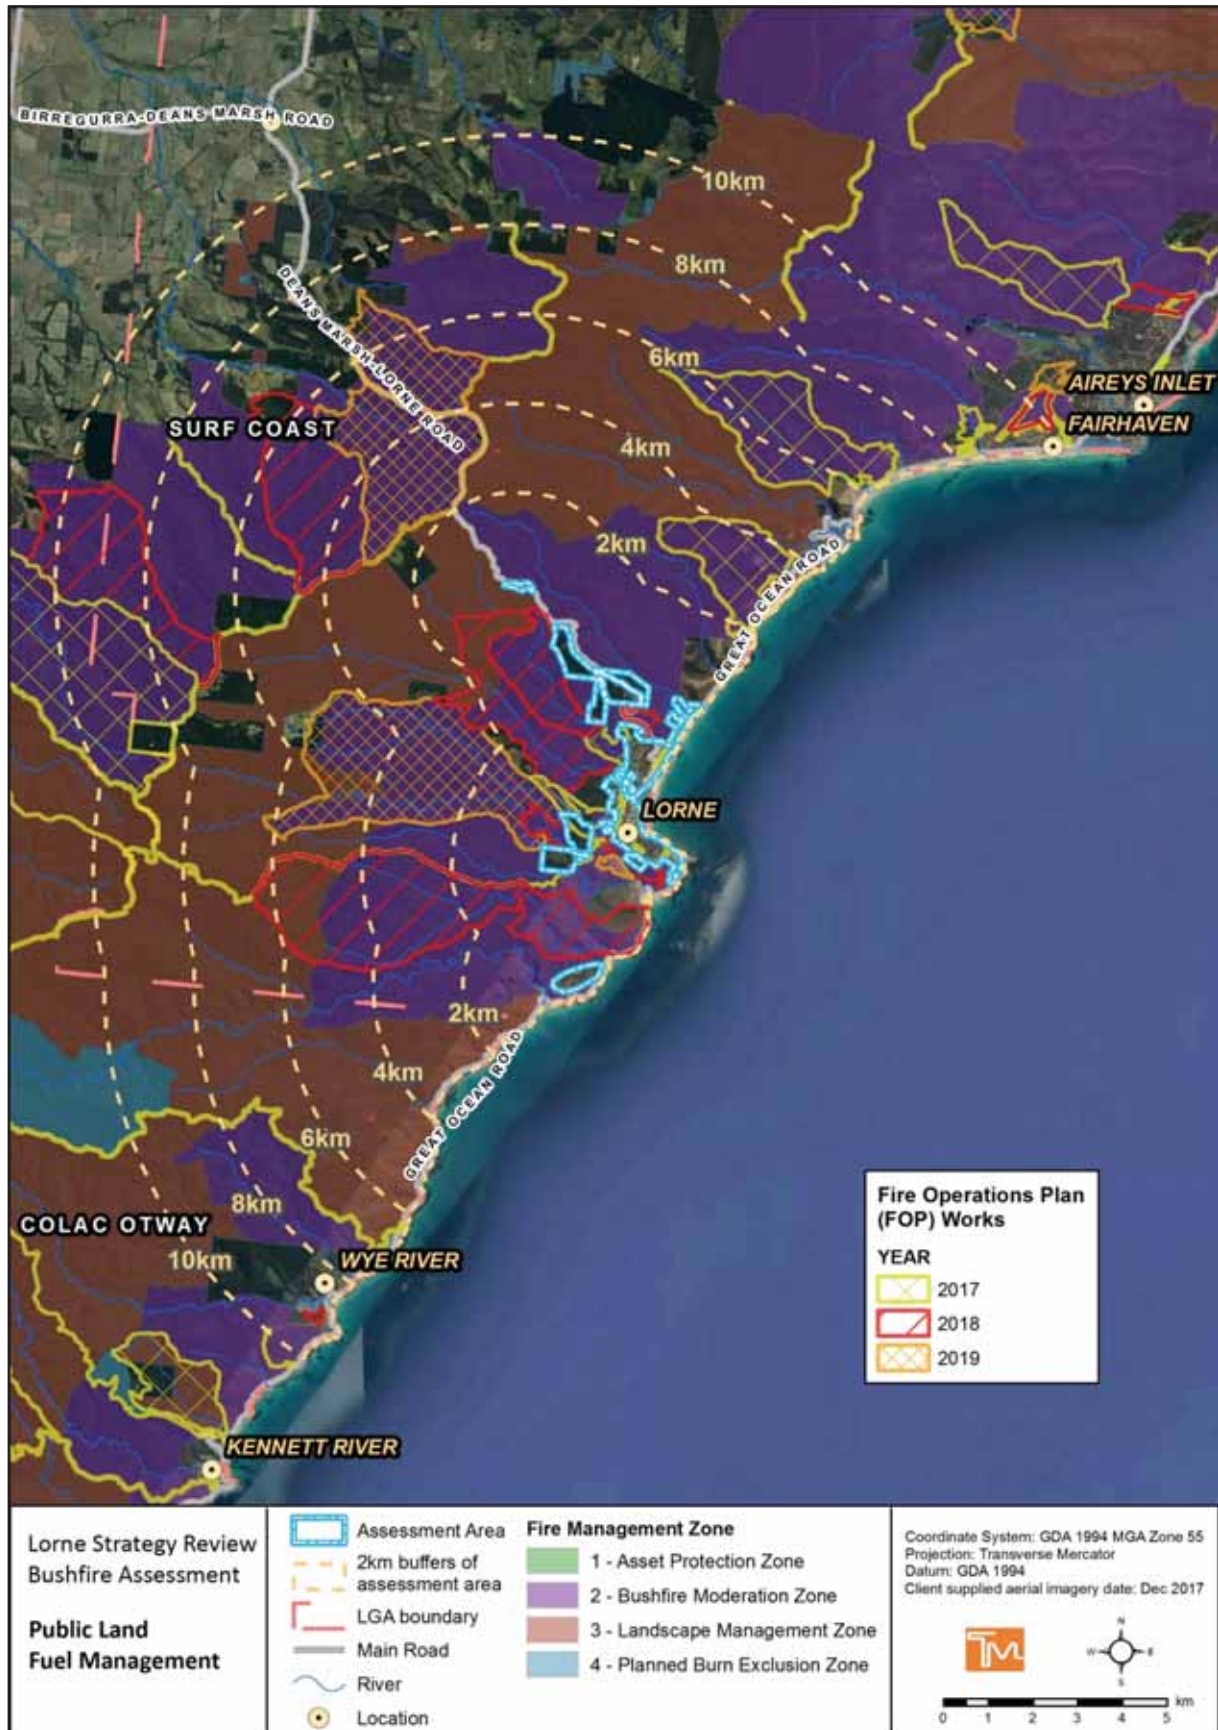 BIRREGURRA-DEANS MARSH ROAD
10km
8km
DEANS MARSH-LORNE ROAD
6km
AIREYS INLET
FAIRHAVEN
SURF COAST
4km
2km
GREAT OCEAN ROAD
LORNE
2km
4km
GREAT OCEAN ROAD
6km
8km
COLAC OTWAY
10km
WYE RIVER
KENNETT RIVER
Fire Operations Plan
(FOP) Works
YEAR
2017
2018
2019
Lorne Strategy Review
Bushfire Assessment
Public Land
Fuel Management
Assessment Area
2km buffers of
assessment area
LGA boundary
Main Road
River
Location
Fire Management Zone
1 - Asset Protection Zone
2 - Bushfire Moderation Zone
3 - Landscape Management Zone
4 - Planned Burn Exclusion Zone
Coordinate System: GDA 1994 MGA Zone 55
Projection: Transverse Mercator
Datum: GDA 1994
Client supplied aerial imagery date: Dec 2017
TM
N
W E
S
km
0 1 2 3 4 5